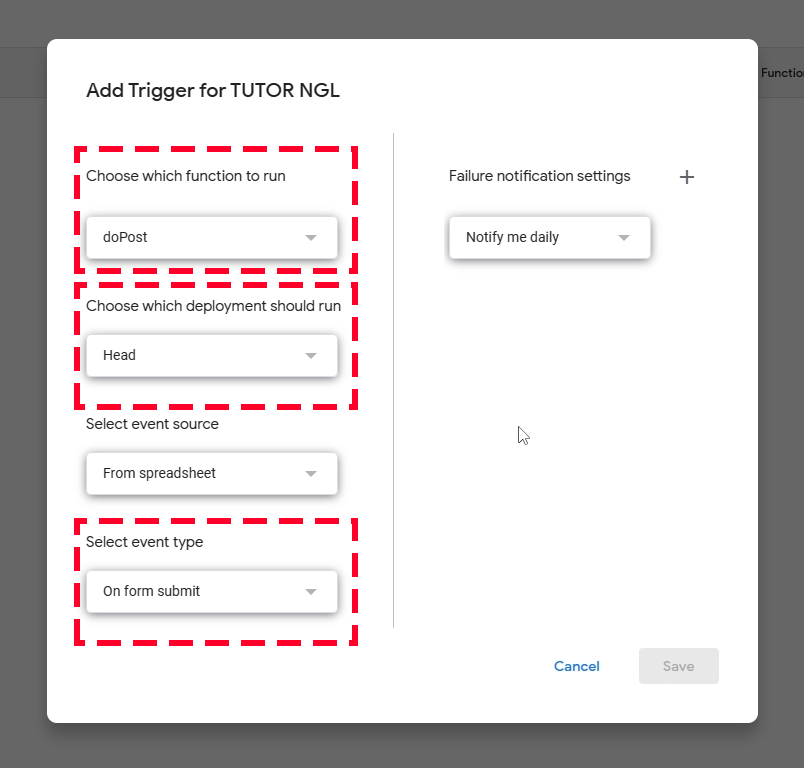 Functio
Add Trigger for TUTOR NGL
Choose which function to run
doPost
Choose which deployment should run
Head
Select event source
From spreadsheet
Select event type
On form submit
Failure notification settings
Notify me daily
Cancel
Save